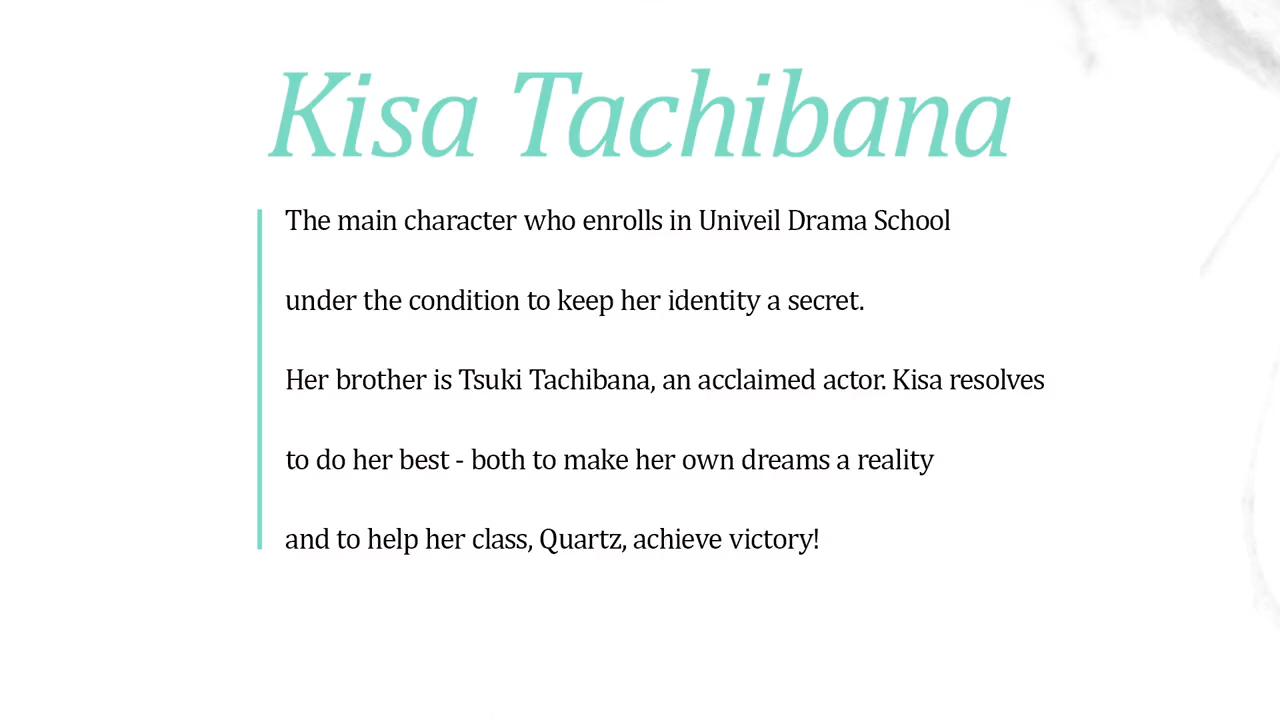 Kisa Tachibana
The main character who enrolls in Univeil Drama School
under the condition to keep her identity a secret.
Her brother is Tsuki Tachibana, an acclaimed actor. Kisa resolves
to do her best - both to make her own dreams a reality
and to help her class, Quartz, achieve victory!